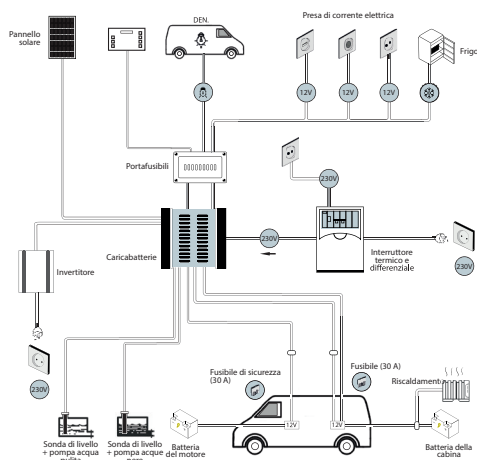 Pannello
solare
DEN.
Presa di corrente elettrica
Frigo
12V
12V
12V
Portafusibili
230V
Caricabatterie
230V
Interruttore
termico e
differenziale
230V
Invertitore
230V
Fusibile di sicurezza
(30 A)
Fusibile (30 A)
Riscaldamento
12V
12V
Sonda di livello
+ pompa acqua
pulita
Sonda di livello
+ pompa acque
nere
Batteria
del motore
Batteria della
cabina